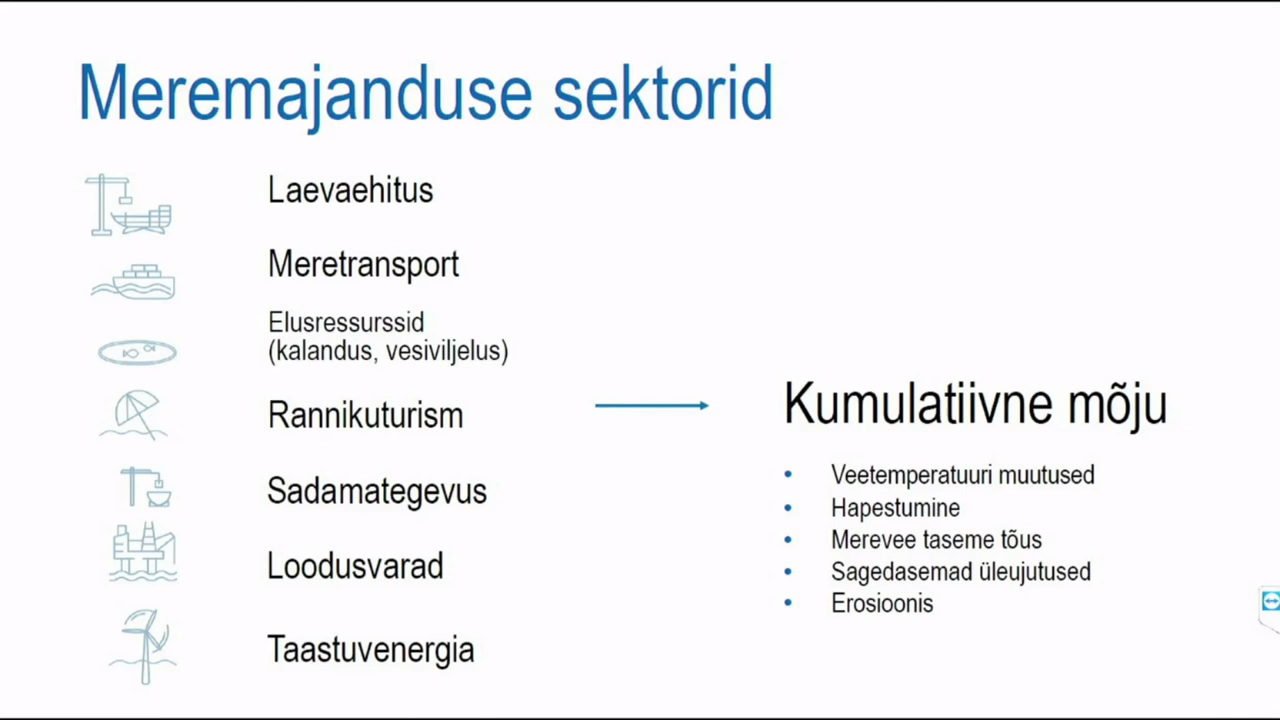 Meremajanduse sektorid
Laevaehitus
Meretransport
Elusressurssid
(kalandus, vesiviljelus)
Rannikuturism
Sadamategevus
Loodusvarad
Taastuvenergia
Kumulatiivne mõju
• Veetemperatuuri muutused
• Hapestumine
• Merevee taseme tõus
• Sagedasemad üleujutused
• Erosioonis